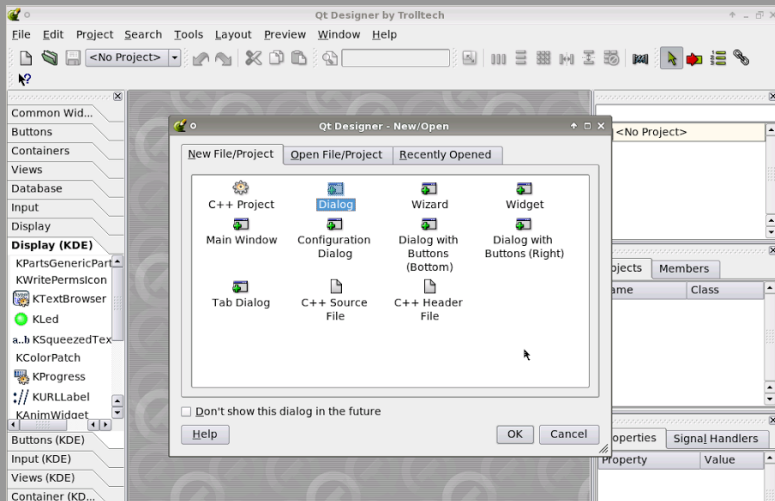 Qt Designer by Trolltech
File Edit Project Search Tools Layout Preview Window Help
<No Project>
Common Wid...
Buttons
Containers
Views
Database
Input
Display
Display (KDE)
KPartsGenericPart
KWritePermsIcon
KTextBrowser
KLed
a..b KSqueezedTex
KColorPatch
KProgress
:// KURLLabel
KAnimWidget
Buttons (KDE)
Input (KDE)
Views (KDE)
Container (KD...
Qt Designer - New/Open
New File/Project Open File/Project Recently Opened
C++ Project Dialog Wizard Widget
Main Window Configuration Dialog with Dialog with
Dialog Buttons Buttons (Right)
(Bottom)
Tab Dialog C++ Source C++ Header
File File
Don't show this dialog in the future
Help OK Cancel
<No Project>
ojects Members
ame Class
operties Signal Handlers
Property Value